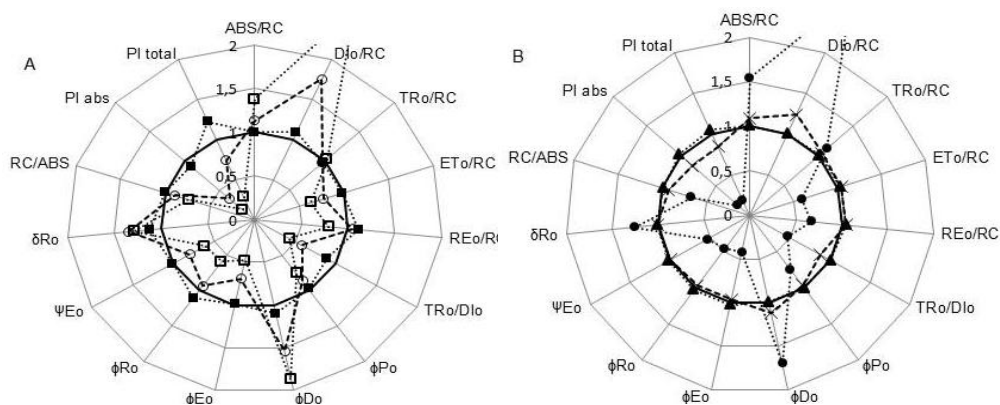 A
ABS/RC
DIo/RC
TRo/RC
ETo/RC
REo/RC
TRo/DIo
ϕPo
ϕDo
ϕEo
ϕRo
ΨEo
δRo
RC/ABS
PI abs
PI total
2
1,5
1
0,5
0
B
ABS/RC
DIo/RC
TRo/RC
ETo/RC
REo/RC
TRo/DIo
ϕPo
ϕDo
ϕEo
ϕRo
ΨEo
δRo
RC/ABS
PI abs
PI total
2
1,5
1
0,5
0